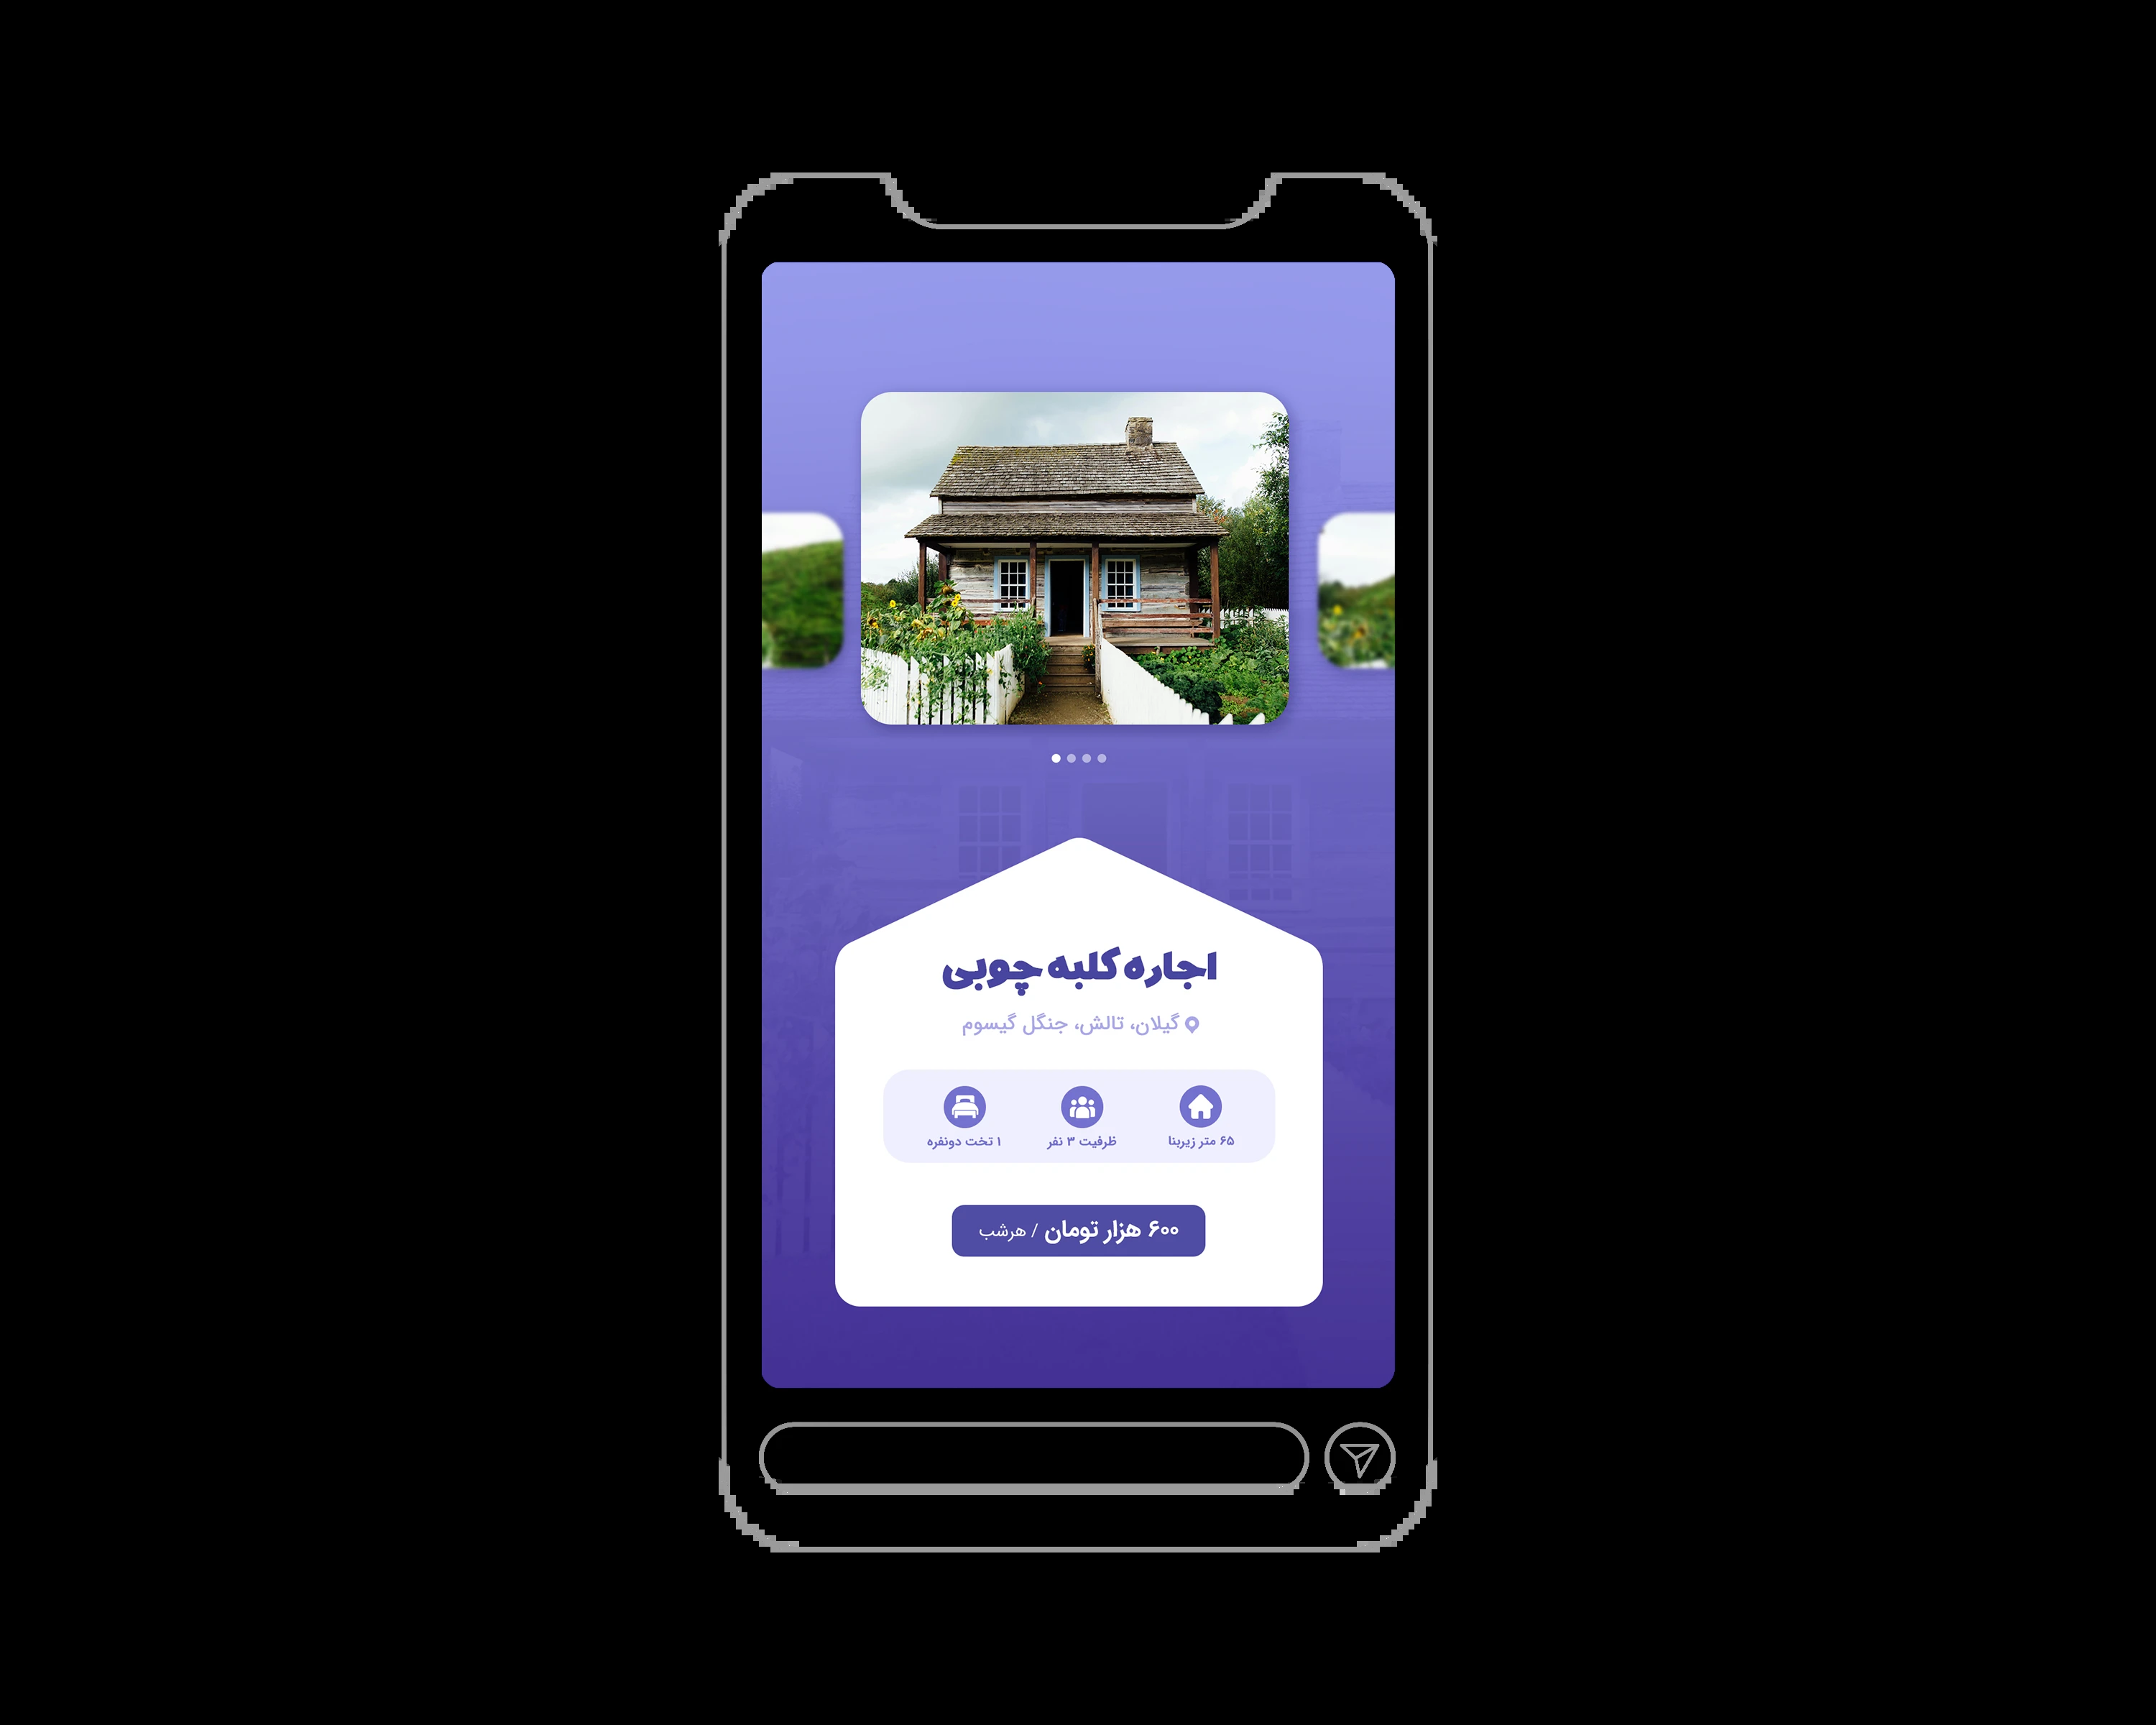 اجاره کلبه چوبی
گیلان، تالش، جنگل گیسوم
۶۵ متر زیربنا
ظرفیت ۳ نفر
۱ تخت دونفره
۶۰۰ هزار تومان / هرشب